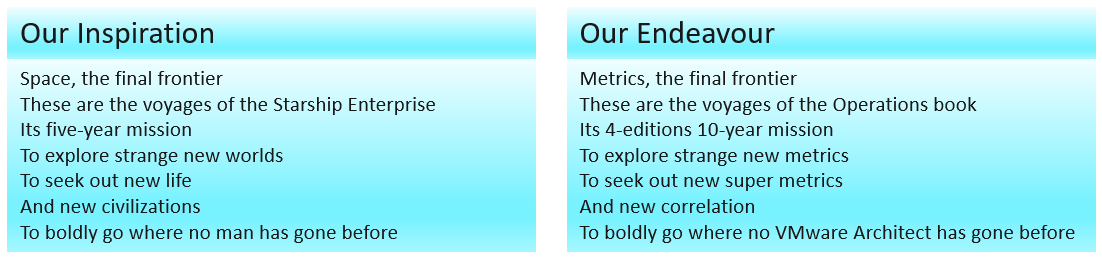 Our Inspiration
Space, the final frontier
These are the voyages of the Starship Enterprise
Its five-year mission
To explore strange new worlds
To seek out new life
And new civilizations
To boldly go where no man has gone before
Our Endeavour
Metrics, the final frontier
These are the voyages of the Operations book
Its 4-editions 10-year mission
To explore strange new metrics
To seek out new super metrics
And new correlation
To boldly go where no VMware Architect has gone before